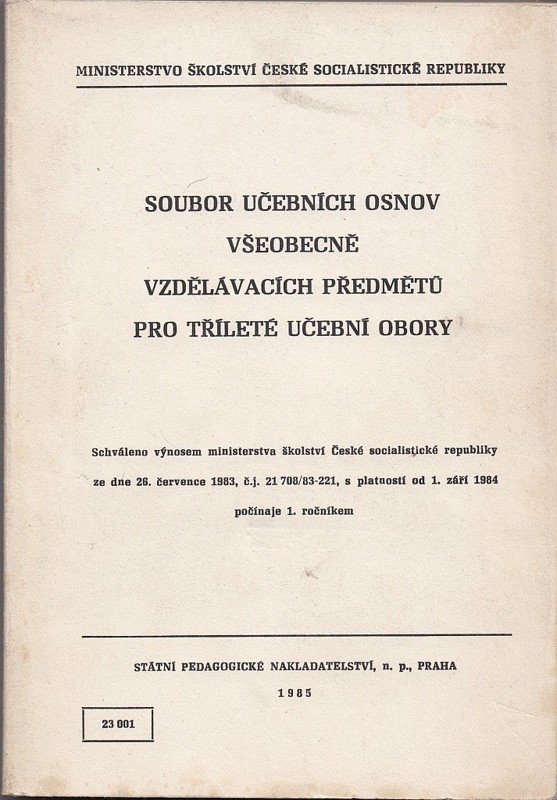 MINISTERSTVO ŠKOLSTVÍ ČESKÉ SOCIALISTICKÉ REPUBLIKY
SOUBOR UČEBNÍCH OSNOV
VŠEOBECNĚ
VZDĚLÁVACÍCH PŘEDMĚTŮ
PRO TŘÍLETÉ UČEBNÍ OBORY
Schváleno výnosem ministerstva školství České socialistické republiky
ze dne 26. července 1983, č.j. 21 708/83-221, s platností od 1. září 1984
počínaje 1. ročníkem
STÁTNÍ PEDAGOGICKÉ NAKLADATELSTVÍ, n. p., PRAHA
1985
23 001